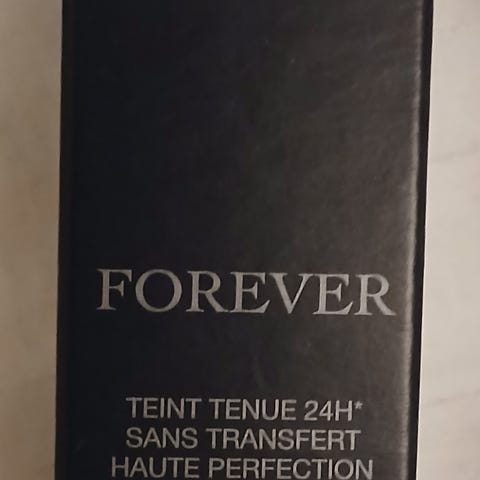 FOREVER
TEINT TENUE 24H*
SANS TRANSFERT
HAUTE PERFECTION